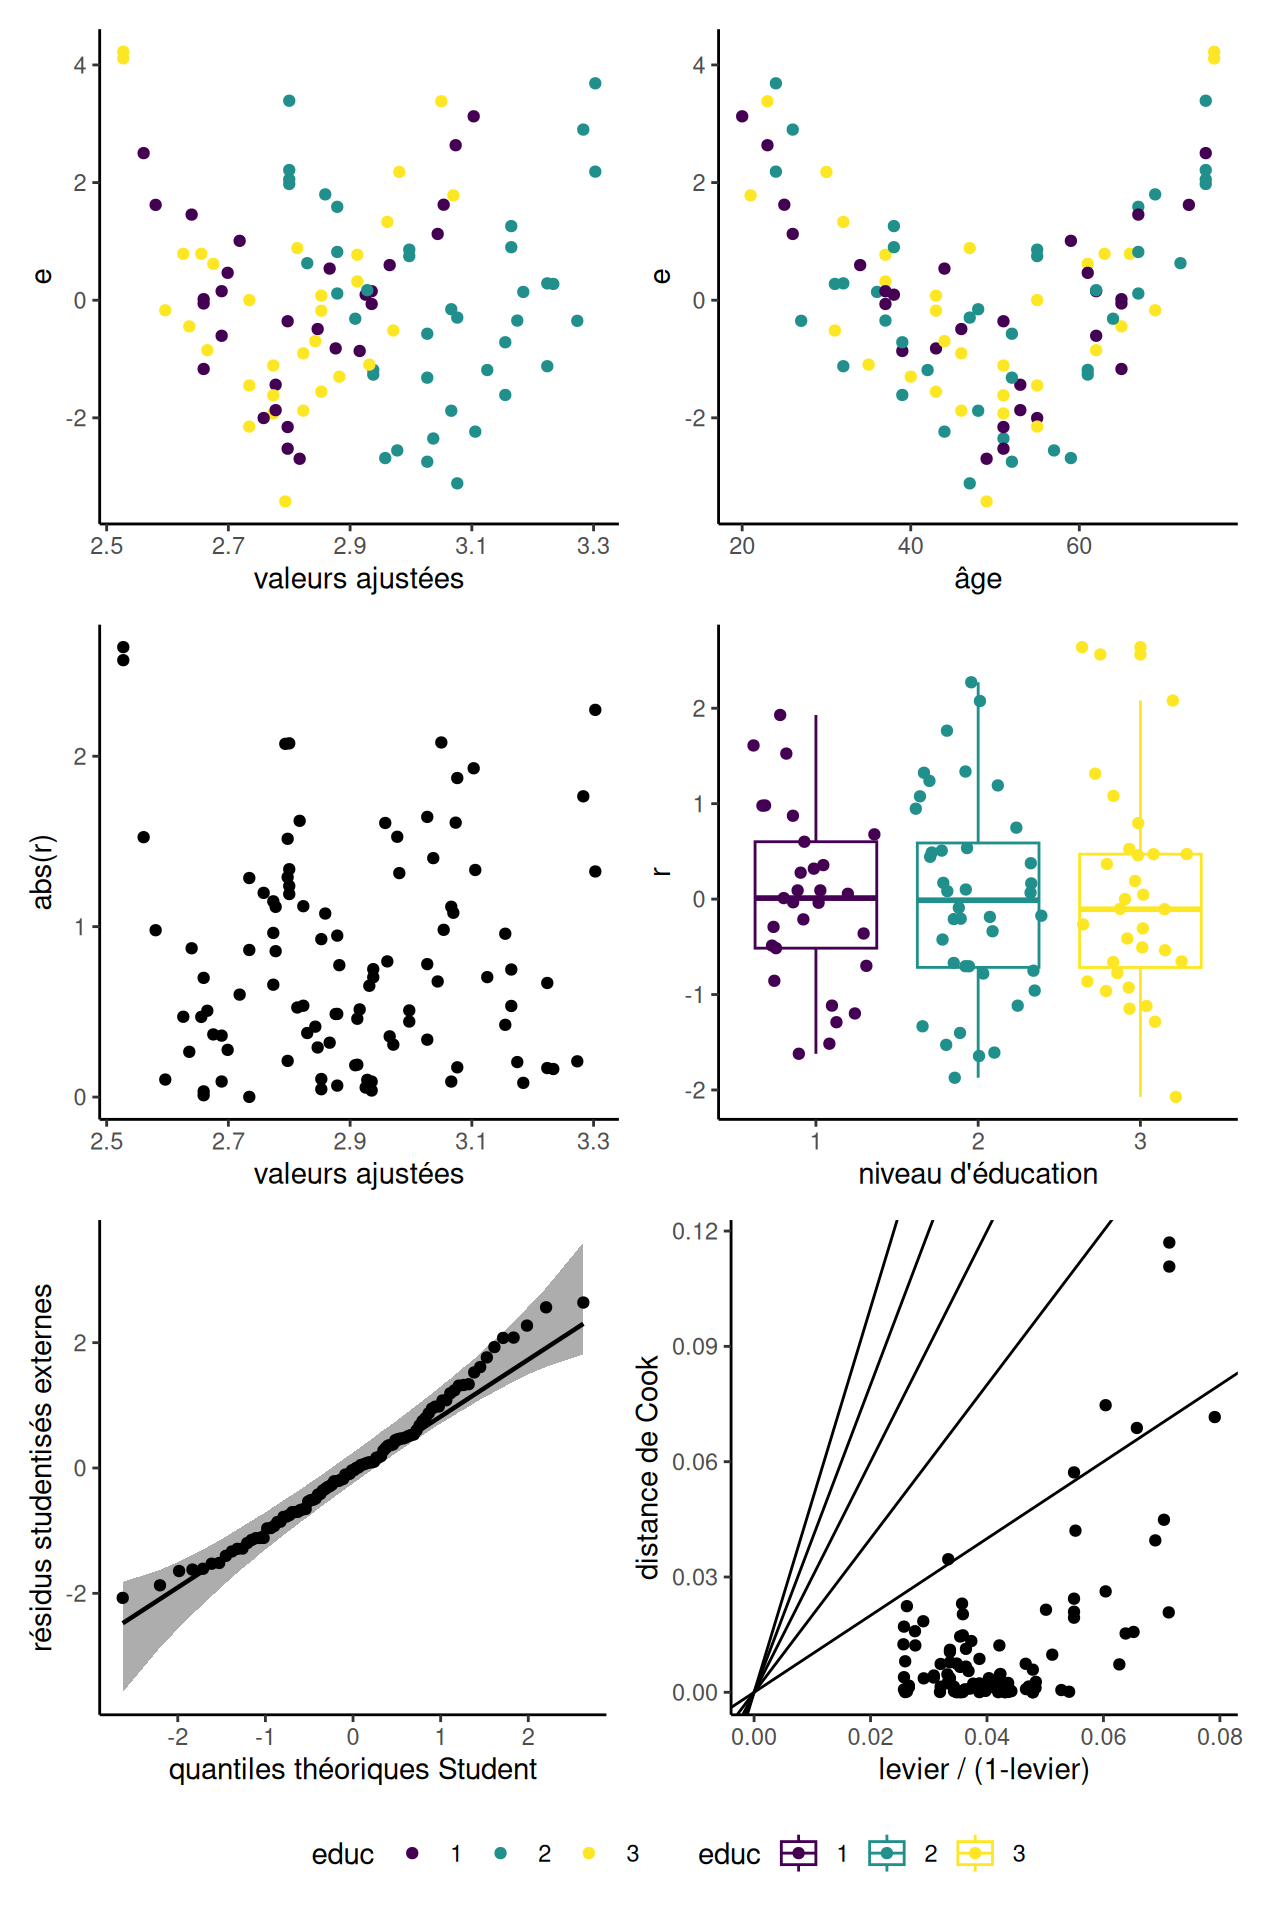 4
2
0
-2
e
2.5 2.7 2.9 3.1 3.3
valeurs ajustées
4
2
0
-2
e
20 40 60
âge
2
1
0
abs(r)
2.5 2.7 2.9 3.1 3.3
valeurs ajustées
2
1
0
-1
-2
r
1 2 3
niveau d'éducation
2
0
-2
résidus studentisés externes
-2 -1 0 1 2
quantiles théoriques Student
0.12
0.09
0.06
0.03
0.00
distance de Cook
0.00 0.02 0.04 0.06 0.08
levier / (1-levier)
educ 1 2 3
educ 1 2 3